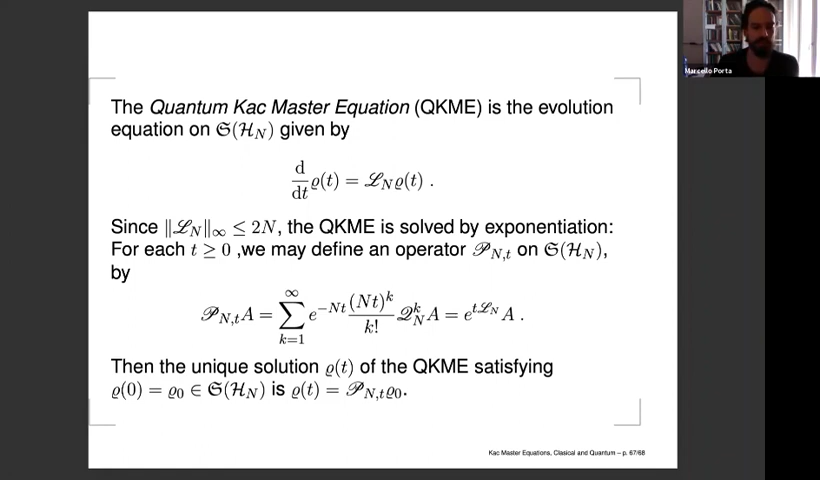 Marcello Porta
The Quantum Kac Master Equation (QKME) is the evolution
equation on 𝔖(ℋ_N) given by
d/dt ϱ(t) = ℒ_N ϱ(t) .
Since ‖ℒ_N‖_∞ ≤ 2N, the QKME is solved by exponentiation:
For each t ≥ 0 ,we may define an operator 𝒫_{N,t} on 𝔖(ℋ_N),
by
𝒫_{N,t}A = ∑_{k=1}^{∞} e^{−Nt} (Nt)^k/k! 𝒬_N^k A = e^{tℒ_N} A .
Then the unique solution ϱ(t) of the QKME satisfying
ϱ(0) = ϱ_0 ∈ 𝔖(ℋ_N) is ϱ(t) = 𝒫_{N,t}ϱ_0.
Kac Master Equations, Clasical and Quantum – p. 67/68